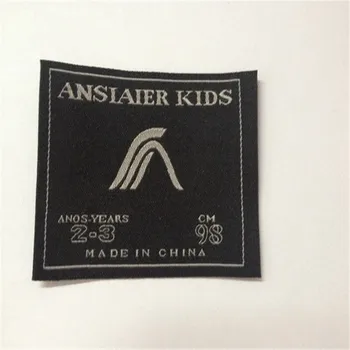 ANSIAIER KIDS
ANOS-YEARS CM
2-3 98
MADE IN CHINA